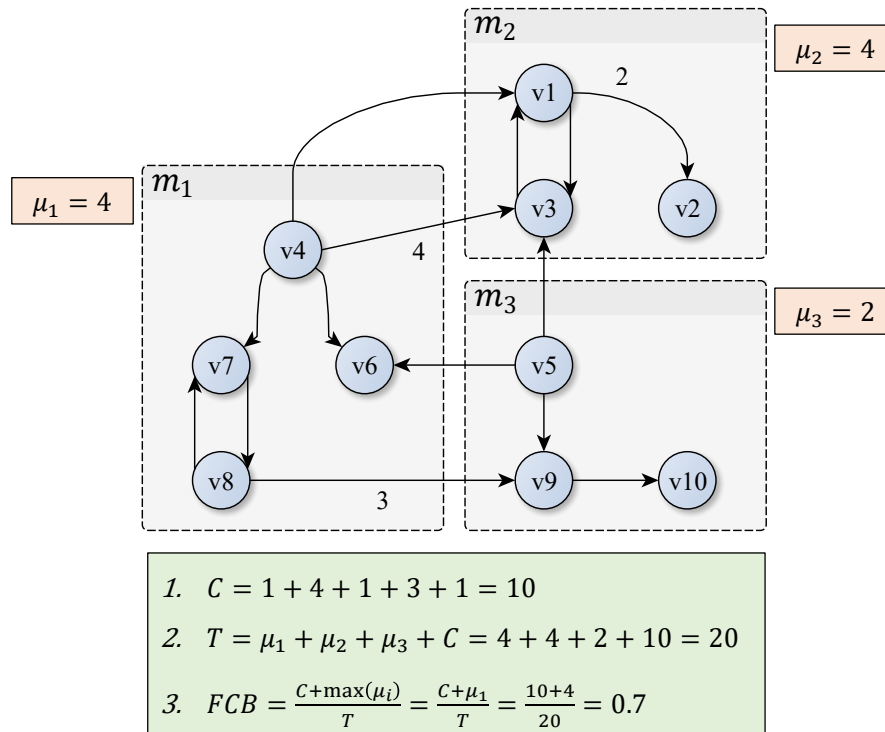 m₂
μ₂ = 4
v1
2
m₁
μ₁ = 4
v3
v2
v4
4
m₃
μ₃ = 2
v7
v6
v5
v8
3
v9
v10
1. C = 1 + 4 + 1 + 3 + 1 = 10
2. T = μ₁ + μ₂ + μ₃ + C = 4 + 4 + 2 + 10 = 20
3. FCB = (C+max(μᵢ))/T = (C+μ₁)/T = (10+4)/20 = 0.7